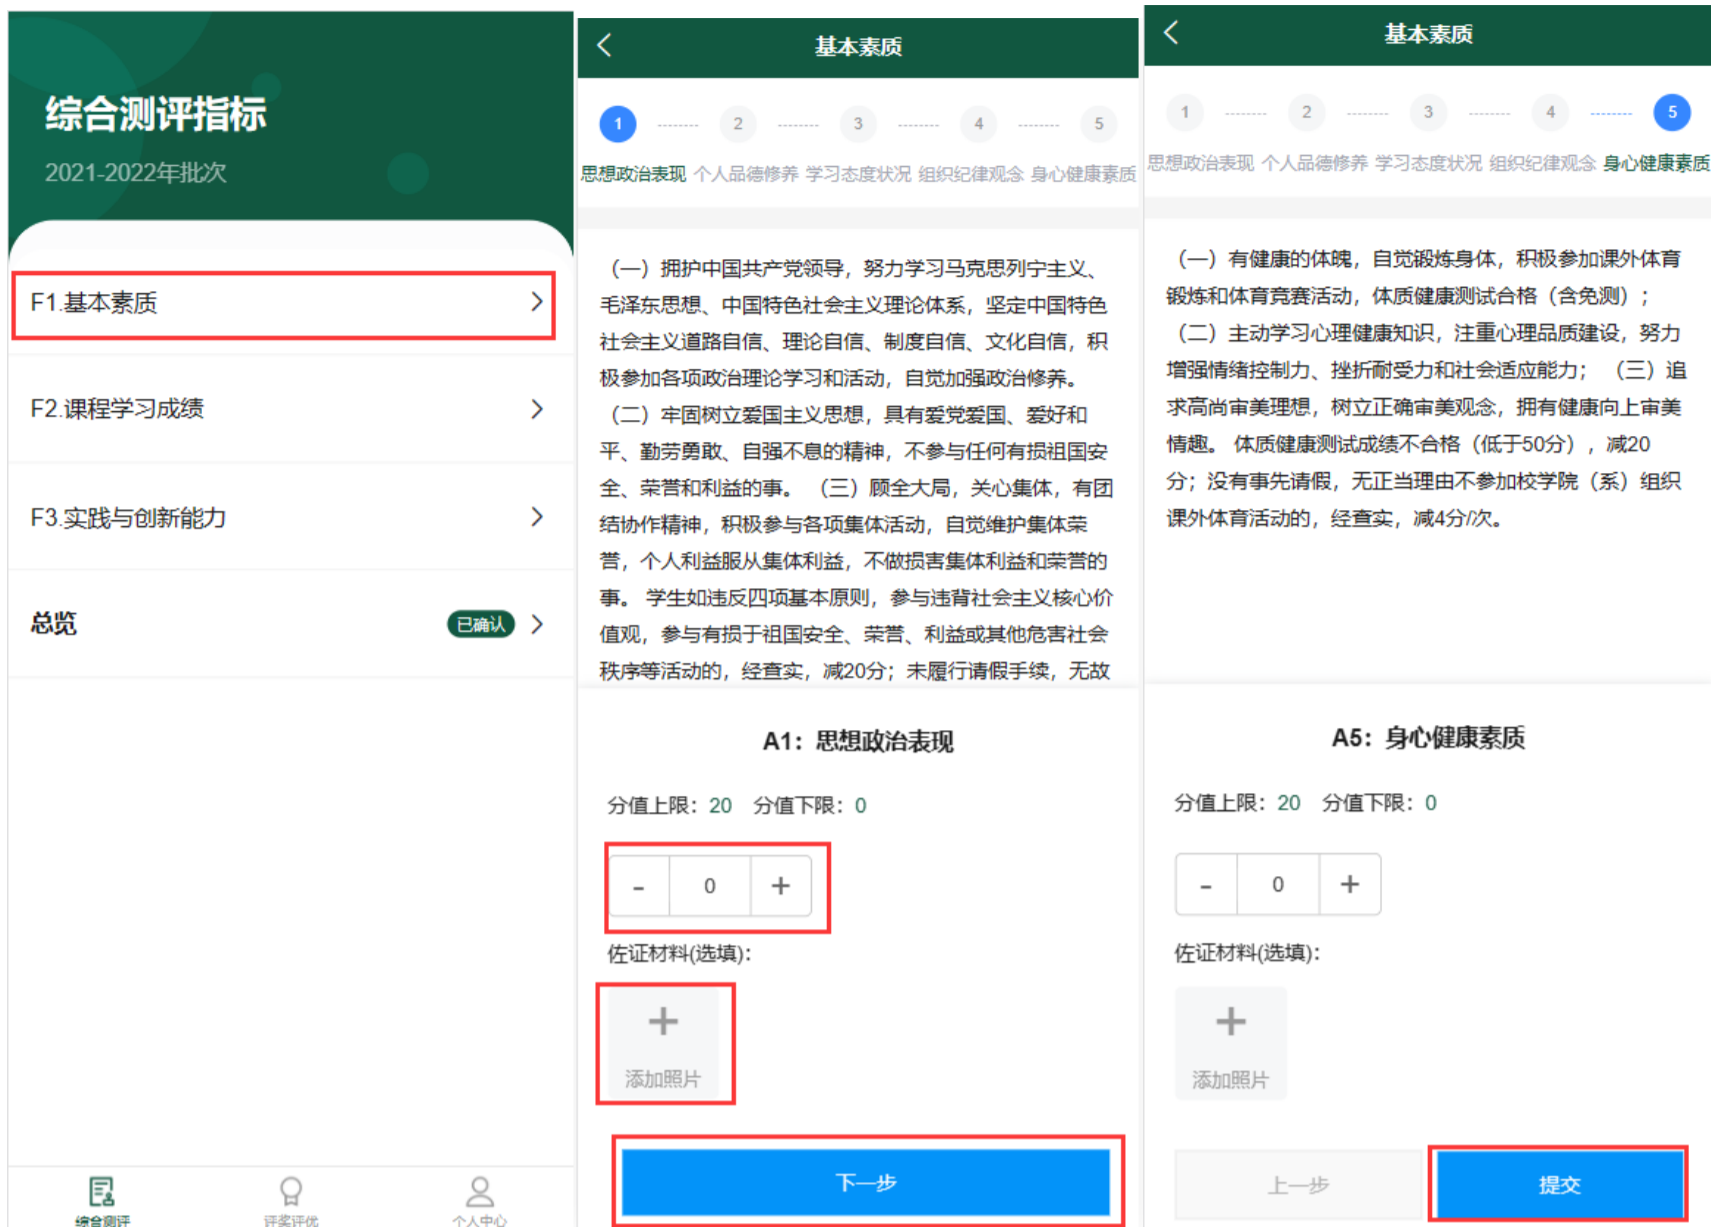 综合测评指标
2021-2022年批次
F1.基本素质
F2.课程学习成绩
F3.实践与创新能力
总览
已确认
综合测评
评奖评优
个人中心
基本素质
1
2
3
4
5
思想政治表现 个人品德修养 学习态度状况 组织纪律观念 身心健康素质
（一）拥护中国共产党领导，努力学习马克思列宁主义、
毛泽东思想、中国特色社会主义理论体系，坚定中国特色
社会主义道路自信、理论自信、制度自信、文化自信，积
极参加各项政治理论学习和活动，自觉加强政治修养。
（二）牢固树立爱国主义思想，具有爱党爱国、爱好和
平、勤劳勇敢、自强不息的精神，不参与任何有损祖国安
全、荣誉和利益的事。 （三）顾全大局，关心集体，有团
结协作精神，积极参与各项集体活动，自觉维护集体荣
誉，个人利益服从集体利益，不做损害集体利益和荣誉的
事。 学生如违反四项基本原则，参与违背社会主义核心价
值观，参与有损于祖国安全、荣誉、利益或其他危害社会
秩序等活动的，经查实，减20分；未履行请假手续，无故
A1：思想政治表现
分值上限：20 分值下限：0
- 0 +
佐证材料(选填)：
+
添加照片
下一步
基本素质
1
2
3
4
5
思想政治表现 个人品德修养 学习态度状况 组织纪律观念 身心健康素质
（一）有健康的体魄，自觉锻炼身体，积极参加课外体育
锻炼和体育竞赛活动，体质健康测试合格（含免测）；
（二）主动学习心理健康知识，注重心理品质建设，努力
增强情绪控制力、挫折耐受力和社会适应能力； （三）追
求高尚审美理想，树立正确审美观念，拥有健康向上审美
情趣。 体质健康测试成绩不合格（低于50分），减20
分；没有事先请假，无正当理由不参加校学院（系）组织
课外体育活动的，经查实，减4分/次。
A5：身心健康素质
分值上限：20 分值下限：0
- 0 +
佐证材料(选填)：
+
添加照片
上一步
提交